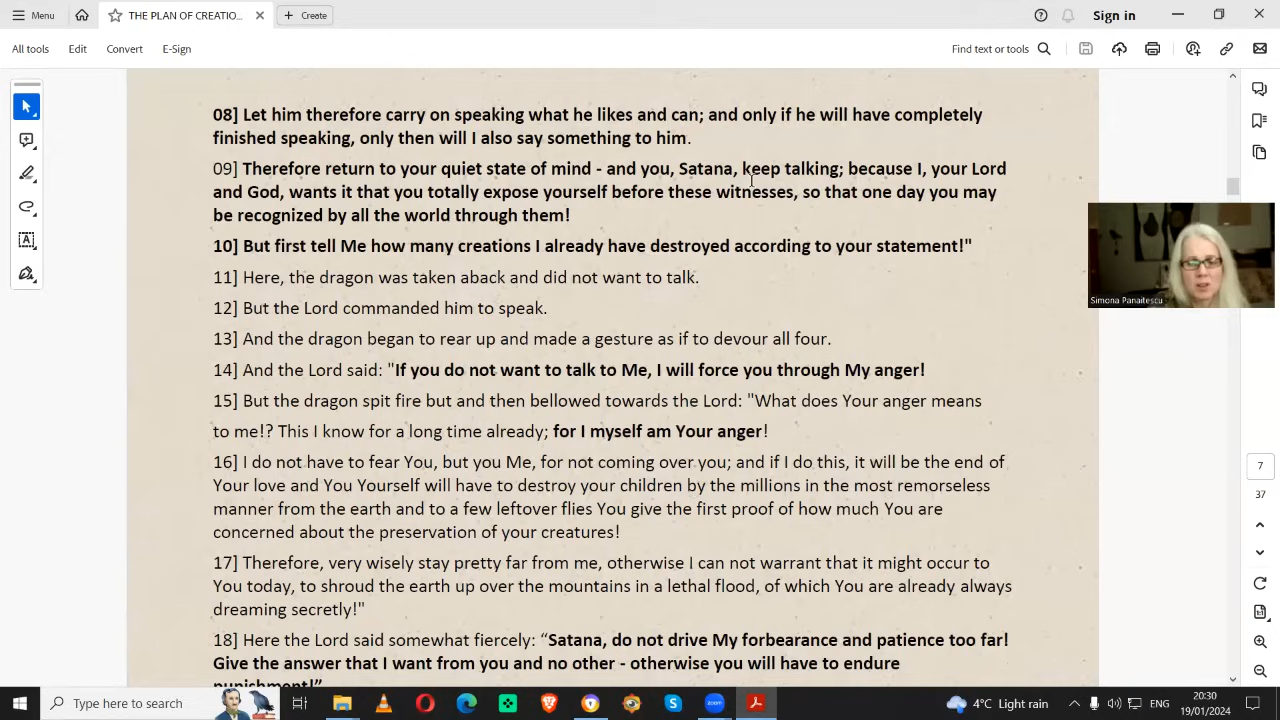 Menu
THE PLAN OF CREATIO...
Create
Sign in
All tools
Edit
Convert
E-Sign
Find text or tools
08] Let him therefore carry on speaking what he likes and can; and only if he will have completely
finished speaking, only then will I also say something to him.
09] Therefore return to your quiet state of mind - and you, Satana, keep talking; because I, your Lord
and God, wants it that you totally expose yourself before these witnesses, so that one day you may
be recognized by all the world through them!
10] But first tell Me how many creations I already have destroyed according to your statement!"
11] Here, the dragon was taken aback and did not want to talk.
12] But the Lord commanded him to speak.
13] And the dragon began to rear up and made a gesture as if to devour all four.
14] And the Lord said: "If you do not want to talk to Me, I will force you through My anger!
15] But the dragon spit fire but and then bellowed towards the Lord: "What does Your anger means
to me!? This I know for a long time already; for I myself am Your anger!
16] I do not have to fear You, but you Me, for not coming over you; and if I do this, it will be the end of
Your love and You Yourself will have to destroy your children by the millions in the most remorseless
manner from the earth and to a few leftover flies You give the first proof of how much You are
concerned about the preservation of your creatures!
17] Therefore, very wisely stay pretty far from me, otherwise I can not warrant that it might occur to
You today, to shroud the earth up over the mountains in a lethal flood, of which You are already always
dreaming secretly!"
18] Here the Lord said somewhat fiercely: “Satana, do not drive My forbearance and patience too far!
Give the answer that I want from you and no other - otherwise you will have to endure
punishment!”
Simona Panaitescu
7
37
Type here to search
zoom
4°C Light rain
ENG
20:30
19/01/2024